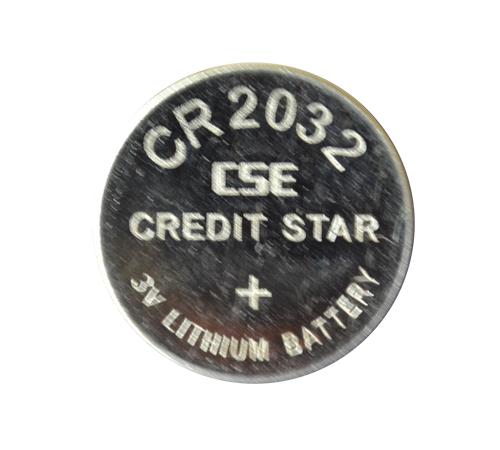 CR2032
CSE
CREDIT STAR
+
3V LITHIUM BATTERY